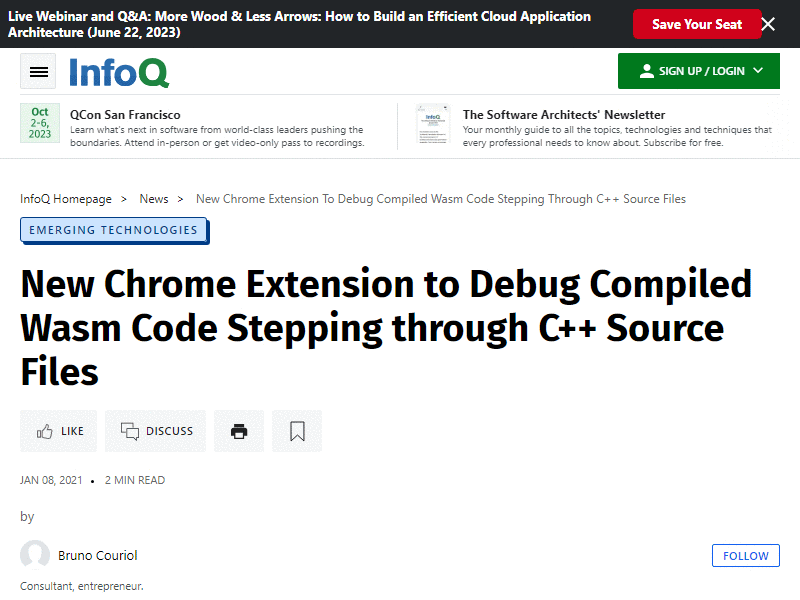 Live Webinar and Q&A: More Wood & Less Arrows: How to Build an Efficient Cloud Application
Architecture (June 22, 2023)
Save Your Seat
InfoQ
SIGN UP / LOGIN
Oct
2-6,
2023
QCon San Francisco
Learn what's next in software from world-class leaders pushing the
boundaries. Attend in-person or get video-only pass to recordings.
InfoQ
The Software Architects' Newsletter
Your monthly guide to all the topics, technologies and techniques that
every professional needs to know about. Subscribe for free.
InfoQ Homepage > News > New Chrome Extension To Debug Compiled Wasm Code Stepping Through C++ Source Files
EMERGING TECHNOLOGIES
New Chrome Extension to Debug Compiled
Wasm Code Stepping through C++ Source
Files
LIKE
DISCUSS
JAN 08, 2021 • 2 MIN READ
by
Bruno Couriol
FOLLOW
Consultant, entrepreneur.